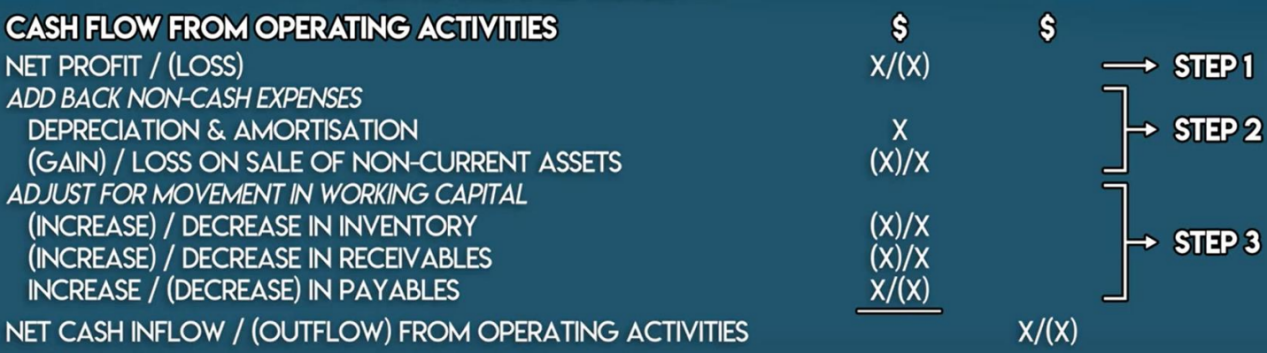 CASH FLOW FROM OPERATING ACTIVITIES $ $
NET PROFIT / (LOSS) X/(X) STEP 1
ADD BACK NON-CASH EXPENSES
DEPRECIATION & AMORTISATION X STEP 2
(GAIN) / LOSS ON SALE OF NON-CURRENT ASSETS (X)/X
ADJUST FOR MOVEMENT IN WORKING CAPITAL
(INCREASE) / DECREASE IN INVENTORY (X)/X
(INCREASE) / DECREASE IN RECEIVABLES (X)/X STEP 3
INCREASE / (DECREASE) IN PAYABLES X/(X)
NET CASH INFLOW / (OUTFLOW) FROM OPERATING ACTIVITIES X/(X)